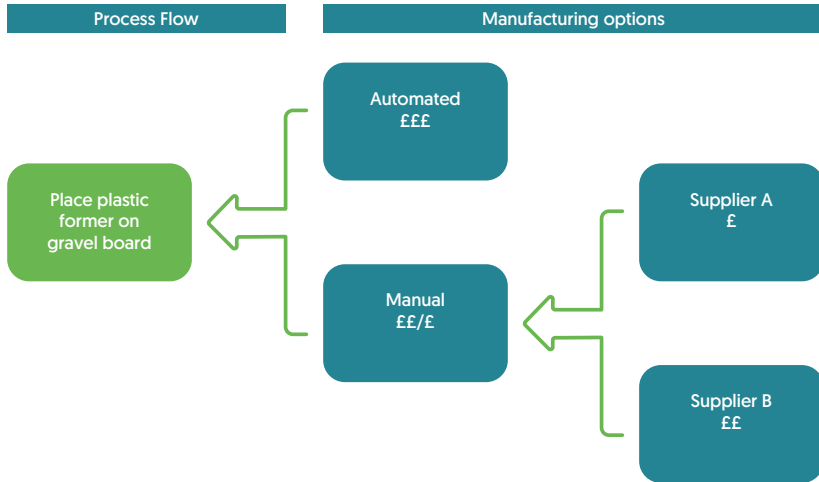 Process Flow
Manufacturing options
Automated
£££
Place plastic
former on
gravel board
Supplier A
£
Manual
££/£
Supplier B
££